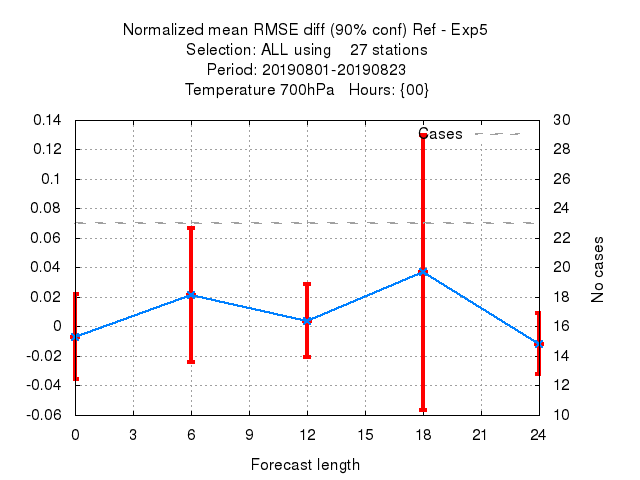 Normalized mean RMSE diff (90% conf) Ref - Exp5
Selection: ALL using    27 stations
Period: 20190801-20190823
Temperature 700hPa   Hours: {00}
Cases
0.14
0.12
0.1
0.08
0.06
0.04
0.02
0
-0.02
-0.04
-0.06
30
28
26
24
22
20
18
16
14
12
10
No cases
0 3 6 9 12 15 18 21 24
Forecast length